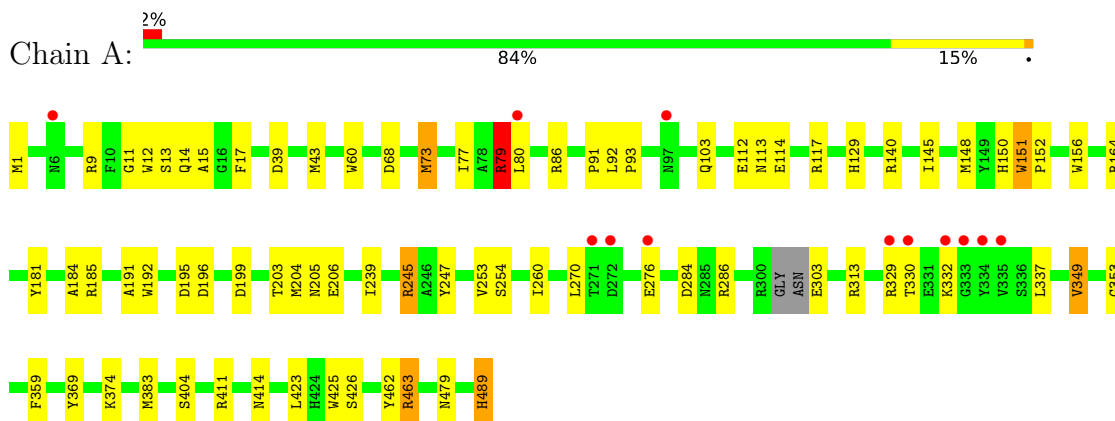 2%
Chain A:
84% 15% •
M1 N6 R9 F10 G11 W12 S13 Q14 A15 G16 F17 D39 M43 W60 D68 M73 I77 A78 R79 L80 R86 P91 L92 P93 N97 Q103 E112 N113 E114 R117 H129 R140 I145 M148 Y149 H150 W151 P152 W156
Y181 A184 R185 A191 W192 D195 D196 D199 T203 M204 N205 E206 I239 R245 A246 Y247 V253 S254 I260 L270 T271 D272 E276 D284 N285 R286 R300 GLY ASN E303 R313 R329 T330 E331 K332 G333 Y334 V335 S336 L337 V349
F359 Y369 K374 M383 S404 R411 N414 L423 H424 W425 S426 Y462 R463 N479 H489